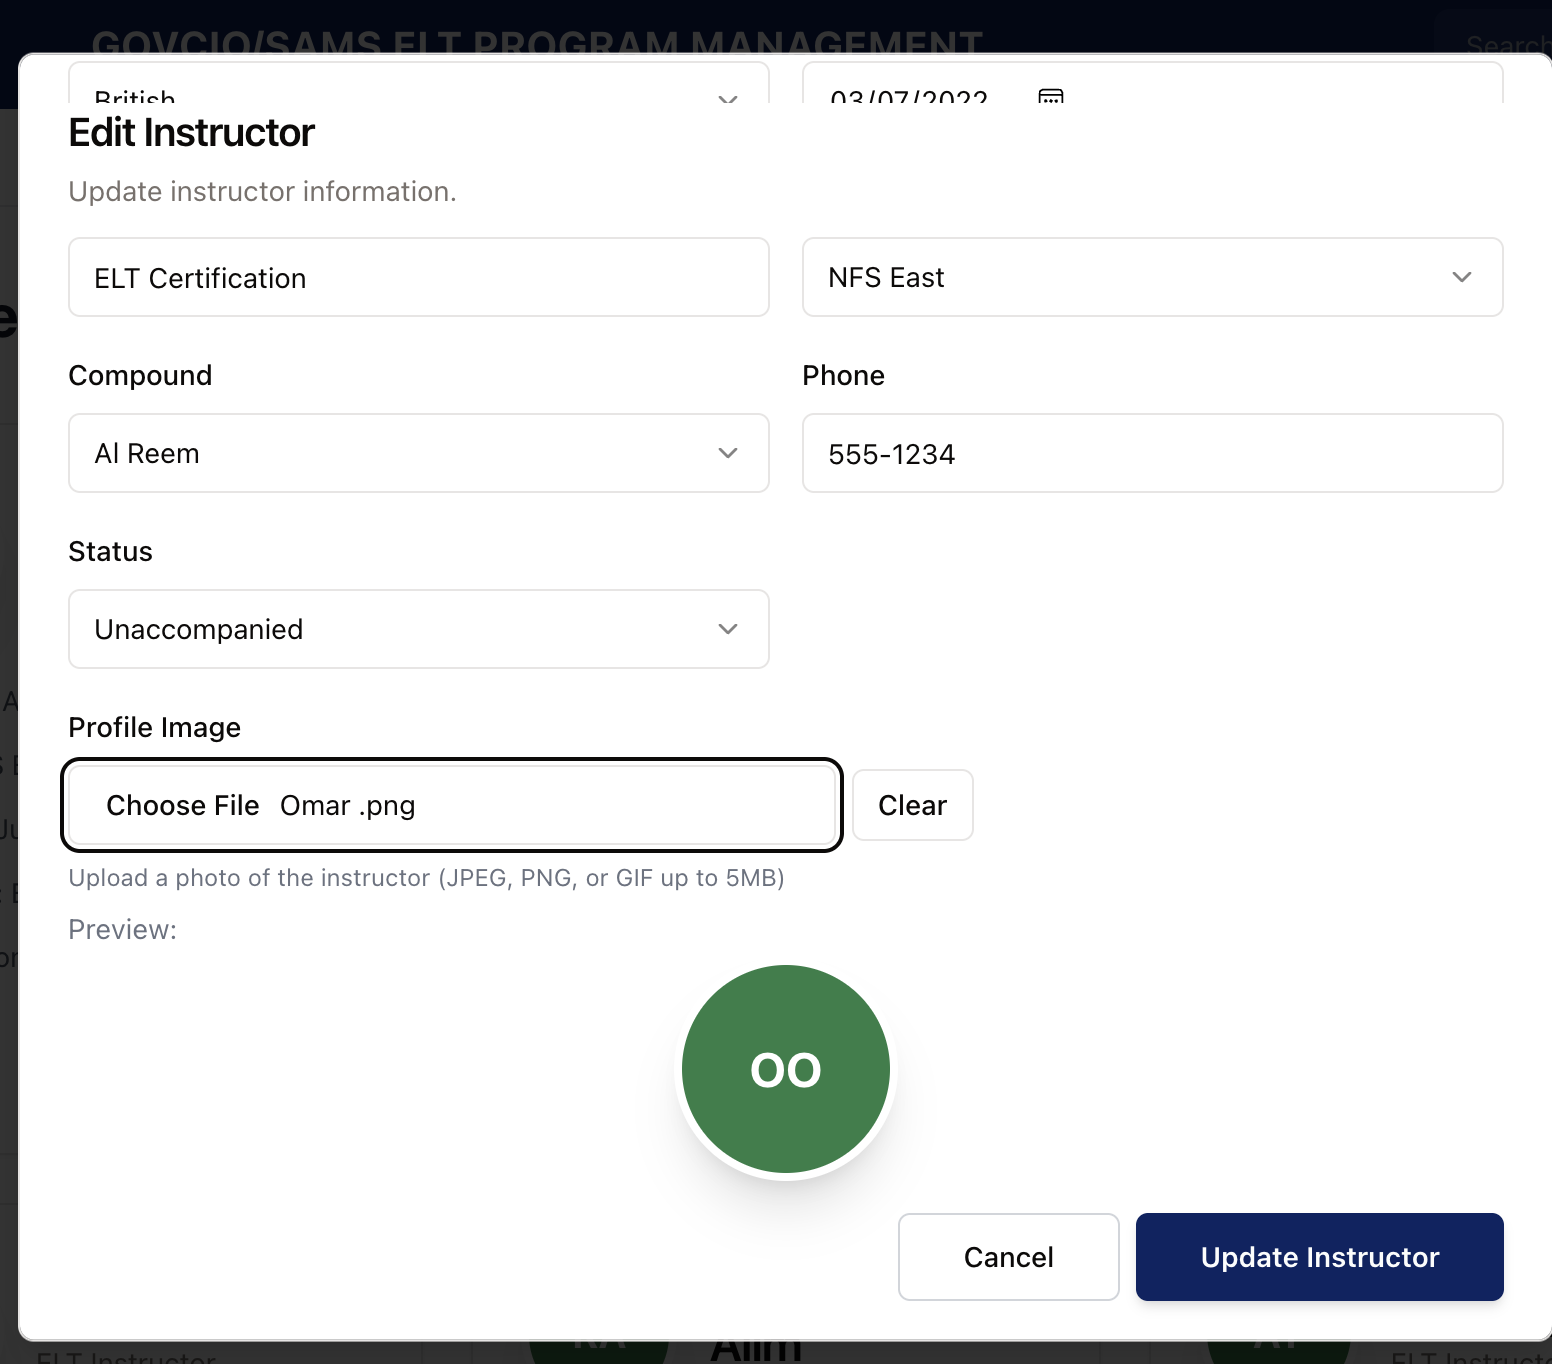 GOVCIO/SAMS ELT PROGRAM MANAGEMENT
Search
British
03/07/2022
Edit Instructor
Update instructor information.
ELT Certification
NFS East
Compound
Phone
Al Reem
555-1234
Status
Unaccompanied
Profile Image
Choose File Omar .png
Clear
Upload a photo of the instructor (JPEG, PNG, or GIF up to 5MB)
Preview:
OO
Cancel
Update Instructor
Alim
ELT Instructor
ELT Instructo